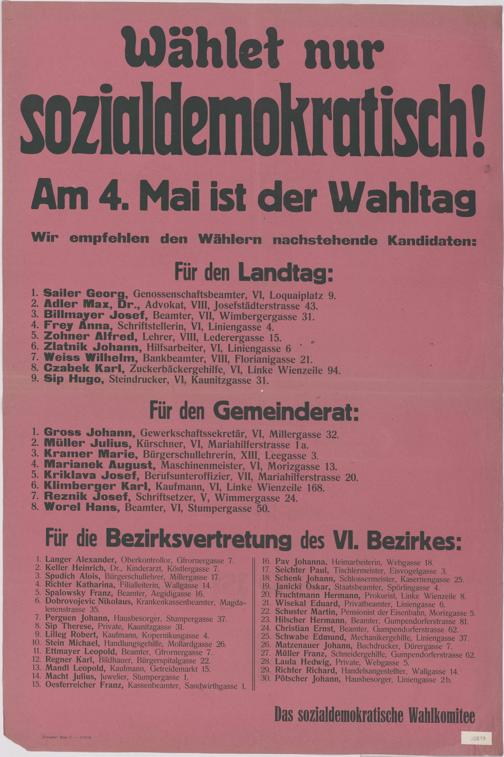 Wählet nur
sozialdemokratisch!
Am 4. Mai ist der Wahltag
Wir empfehlen den Wählern nachstehende Kandidaten:
Für den Landtag:
1. Sailer Georg, Genossenschaftsbeamter, VI, Loquaiplatz 9.
2. Adler Max, Dr., Advokat, VIII, Josefstädterstrasse 43.
3. Billmayer Josef, Beamter, VII, Wimbergergasse 31.
4. Frey Anna, Schriftstellerin, VI, Liniengasse 4.
5. Zohner Alfred, Lehrer, VIII, Lederergasse 15.
6. Zlatnik Johann, Hilfsarbeiter, VI, Liniengasse 6
7. Weiss Wilhelm, Bankbeamter, VIII, Florianigasse 21.
8. Czabek Karl, Zuckerbäckergehilfe, VI, Linke Wienzeile 94.
9. Sip Hugo, Steindrucker, VI, Kaunitzgasse 31.
Für den Gemeinderat:
1. Gross Johann, Gewerkschaftssekretär, VI, Millergasse 32.
2. Müller Julius, Kürschner, VI, Mariahilferstrasse 1a.
3. Kramer Marie, Bürgerschullehrerin, XIII, Leegasse 3.
4. Marianek August, Maschinenmeister, VI, Morizgasse 13.
5. Kriklava Josef, Berufsunteroffizier, VII, Mariahilferstrasse 20.
6. Klimberger Karl, Kaufmann, VI, Linke Wienzeile 168.
7. Reznik Josef, Schriftsetzer, V, Wimmergasse 24.
8. Worel Hans, Beamter, VI, Stumpergasse 50.
Für die Bezirksvertretung des VI. Bezirkes:
1. Langer Alexander, Oberkontrollor, Gfrornergasse 7.
2. Keller Heinrich, Dr., Kinderarzt, Köstlergasse 7.
3. Spudich Alois, Bürgerschullehrer, Millergasse 17.
4. Richter Katharina, Filialleiterin, Wallgasse 14.
5. Spalowsky Franz, Beamter, Aegidigasse 16.
6. Dobrovojevic Nikolaus, Krankenkassenbeamter, Magda-
lenenstrasse 35.
7. Perguen Johann, Hausbesorger, Stumpergasse 37.
8. Sip Therese, Private, Kaunitzgasse 31.
9. Lilleg Robert, Kaufmann, Kopernikusgasse 4.
10. Stein Michael, Handlungsgehilfe, Mollardgasse 26.
11. Ettmayer Leopold, Beamter, Gfrornergasse 7.
12. Regner Karl, Bildhauer, Bürgerspitalgasse 22.
13. Mandl Leopold, Kaufmann, Getreidemarkt 15.
14. Macht Julius, Juwelier, Stumpergasse 1.
15. Oesferreicher Franz, Kassenbeamter, Sandwirthgasse 1.
16. Pav Johanna, Heimarbeiterin, Webgasse 18.
17. Seichter Paul, Tischlermeister, Eisvogelgasse 3.
18. Schenk Johann, Schlossermeister, Kasernengasse 25.
19. Janicki Oskar, Staatsbeamter, Spörlingasse 4.
20. Fruchtmann Hermann, Prokurist, Linke Wienzeile 8.
21. Wisekal Eduard, Privatbeamter, Liniengasse 6.
22. Schuster Martin, Pensionist der Eisenbahn, Morizgasse 5.
23. Hilscher Hermann, Beamter, Gumpendorferstrasse 81.
24. Christian Ernst, Beamter, Gumpendorferstrasse 62.
25. Schwabe Edmund, Mechanikergehilfe, Liniengasse 37.
26. Matzenauer Johann, Buchdrucker, Dürergasse 7.
27. Müller Franz, Schneidergehilfe, Gumpendorferstrasse 62.
28. Laula Hedwig, Private, Webgasse 5.
29. Richter Richard, Handelsangestellter, Wallgasse 14.
30. Pötscher Johann, Hausbesorger, Liniengasse 2b.
Das sozialdemokratische Wahlkomitee